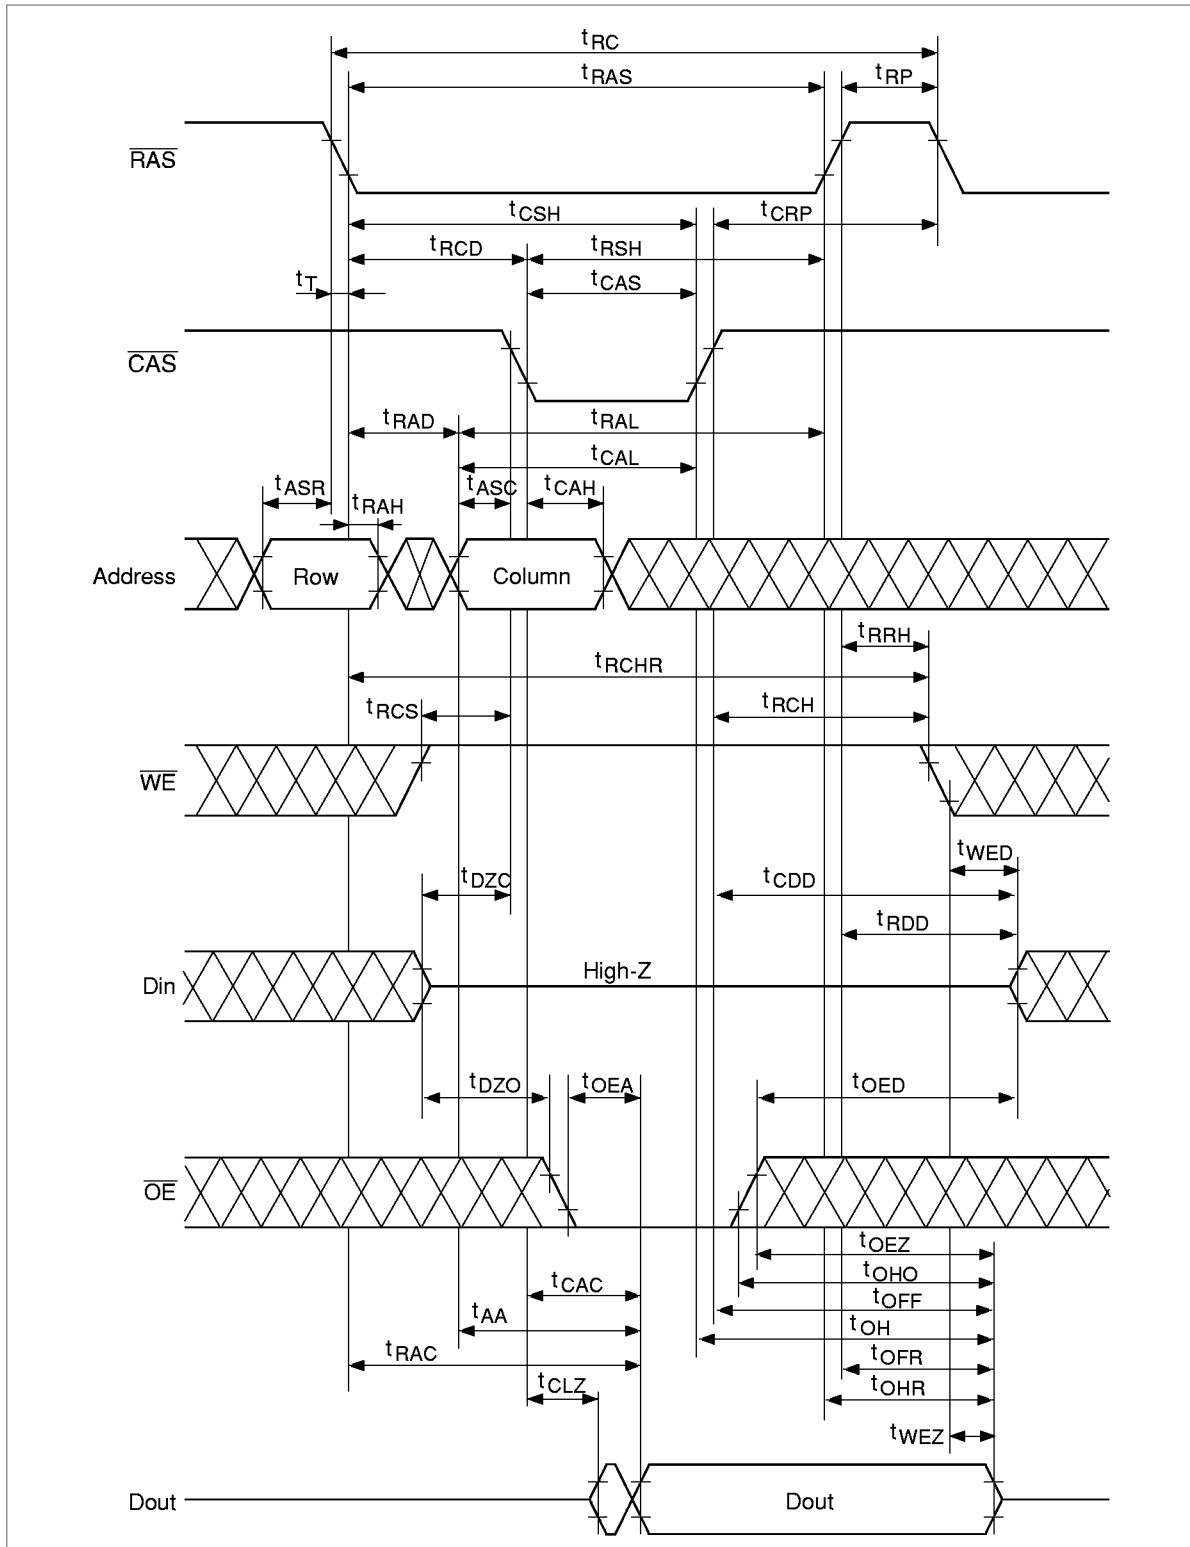 tRC
tRAS
tRP
RAS
tCSH
tCRP
tRCD
tRSH
tT
tCAS
CAS
tRAD
tRAL
tCAL
tASR
tASC
tCAH
tRAH
Address
Row
Column
tRRH
tRCHR
tRCS
tRCH
WE
tWED
tDZC
tCDD
tRDD
High-Z
Din
tDZO
tOEA
tOED
OE
tOEZ
tOHO
tCAC
tOFF
tAA
tOH
tRAC
tOFR
tCLZ
tOHR
tWEZ
Dout
Dout